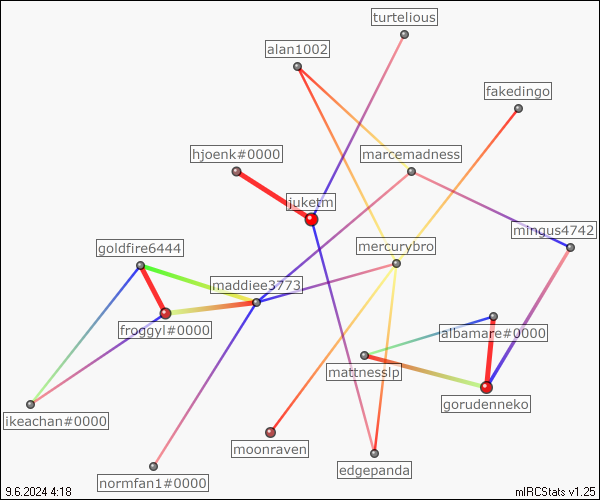 turtelious
alan1002
fakedingo
hjoenk#0000
marcemadness
juketm
mingus4742
goldfire6444
mercurybro
maddiee3773
froggyl#0000
albamare#0000
mattnesslp
gorudenneko
ikeachan#0000
moonraven
edgepanda
normfan1#0000
9.6.2024 4:18
mIRCStats v1.25